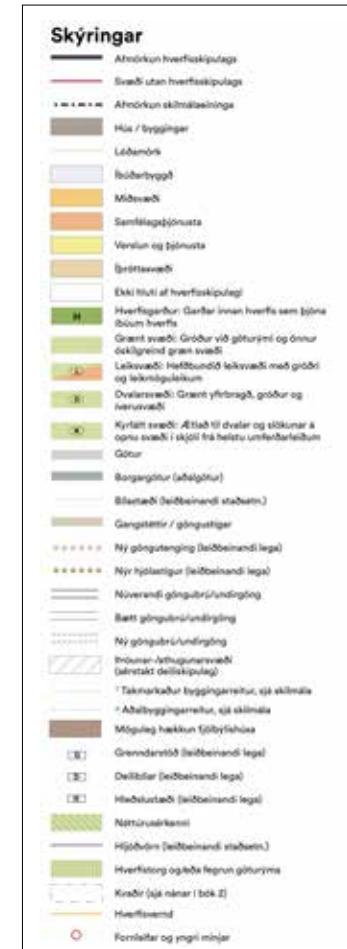 Skýringar
Afmörkun hverfisskipulags
Svæði utan hverfisskipulags
Afmörkun skilmálaeininga
Hús / byggingar
Lóðamörk
Íbúðarbyggð
Miðsvæði
Samfélagsþjónusta
Verslun og þjónusta
Íþróttasvæði
Ekki hluti af hverfisskipulagi
H
Hverfisgarður: Garðar innan hverfis sem þjóna
íbúum hverfis
Grænt svæði: Gróður við göturými og önnur
óskilgreind græn svæði
L
Leiksvæði: Hefðbundið leiksvæði með gróðri
og leikmöguleikum
D
Dvalarsvæði: Grænt yfirbragð, gróður og
íverusvæði
K
Kyrrlátt svæði: Ætlað til dvalar og slökunar á
opnu svæði í skjóli frá helstu umferðarleiðum
Götur
Borgargötur (aðalgötur)
Bílastæði (leiðbeinandi staðsetn.)
Gangstéttir / göngustígar
Ný göngutenging (leiðbeinandi lega)
Nýr hjólastígur (leiðbeinandi lega)
Núverandi göngubrú/undirgöng
Bætt göngubrú/undirgöng
Ný göngubrú/undirgöng
Þróunar-/athugunarsvæði
(sérstakt deiliskipulag)
Takmarkaður byggingarreitur, sjá skilmála
Aðalbyggingarreitur, sjá skilmála
Möguleg hækkun fjölbýlishúsa
Grenndarstöð (leiðbeinandi lega)
Deilibílar (leiðbeinandi lega)
Hleðslustæði (leiðbeinandi lega)
Náttúrusérkenni
Hljóðvörn (leiðbeinandi staðsetn.)
Hverfistorg og/eða fegrun göturýma
Kvaðir (sjá nánar í bók 2)
Hverfisvernd
Fornleifar og yngri minjar